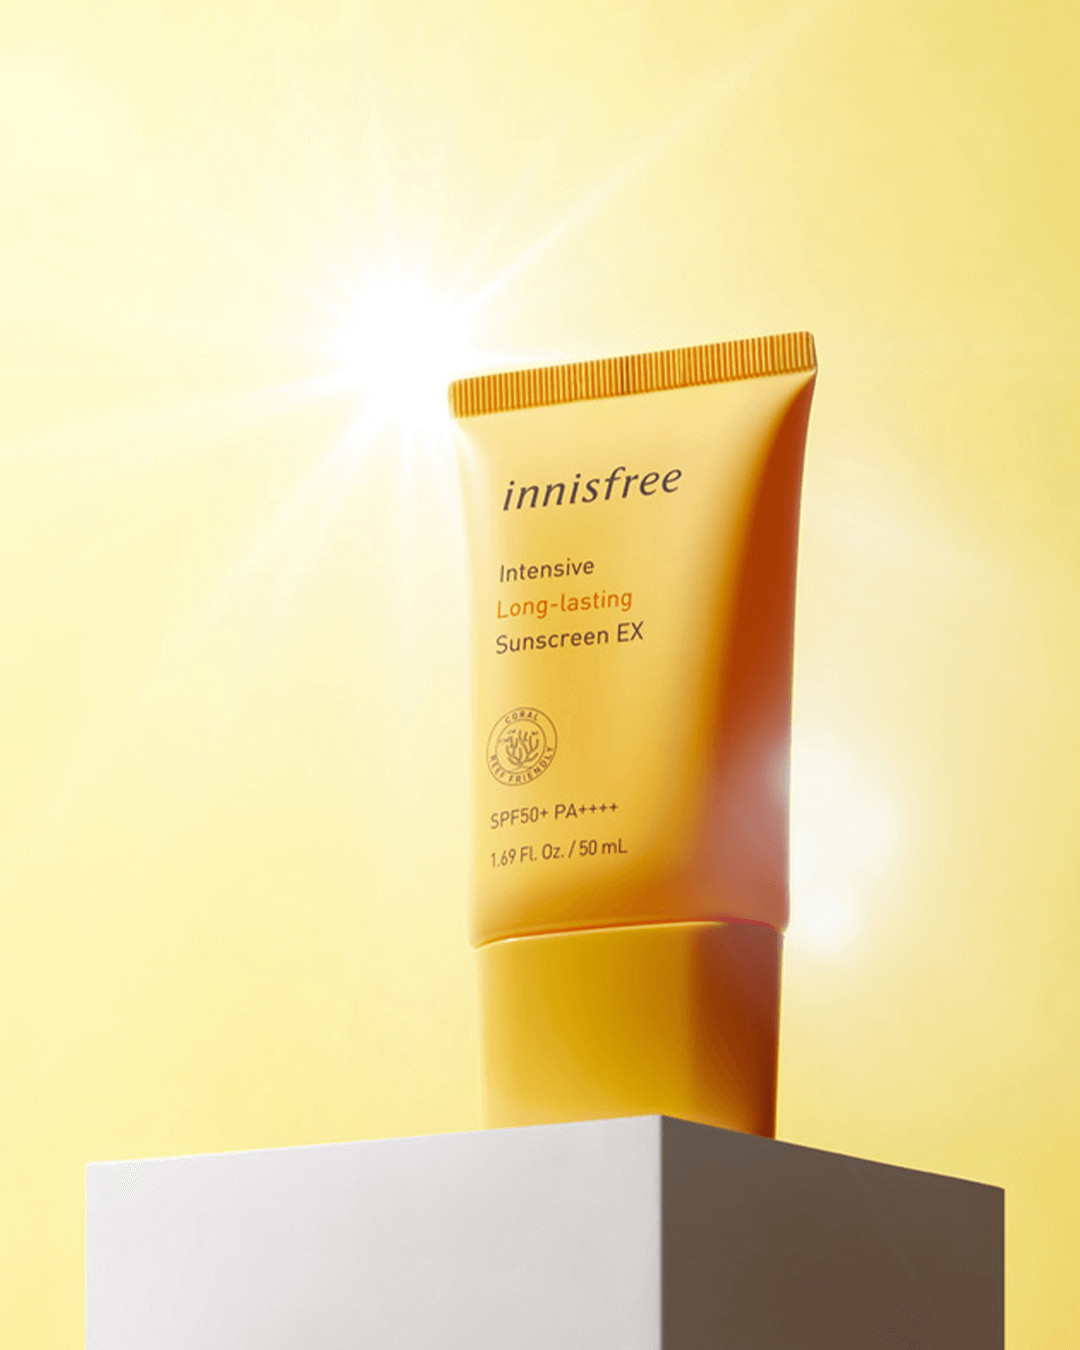 innisfree
Intensive
Long-lasting
Sunscreen EX
CORAL
REEF FRIENDLY
SPF50+ PA++++
1.69 Fl. Oz. / 50 mL